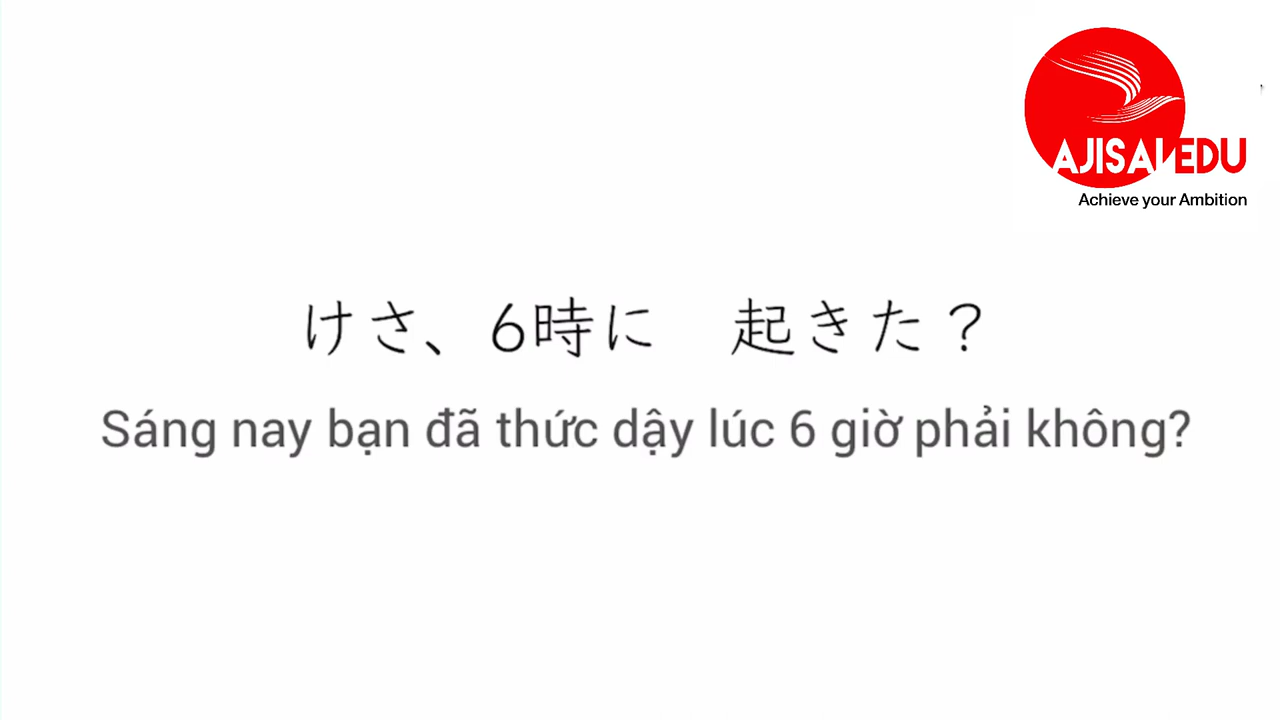 AJISAI EDU
Achieve your Ambition
けさ、6時に　起きた？
Sáng nay bạn đã thức dậy lúc 6 giờ phải không?